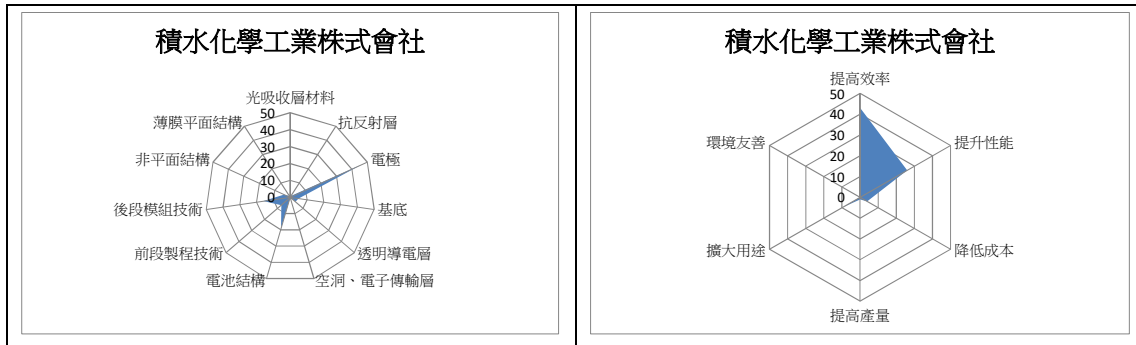 積水化學工業株式會社
光吸收層材料
抗反射層
電極
基底
透明導電層
空洞、電子傳輸層
電池結構
前段製程技術
後段模組技術
非平面結構
薄膜平面結構
50
40
30
20
10
0
積水化學工業株式會社
提高效率
提升性能
降低成本
提高產量
擴大用途
環境友善
50
40
30
20
10
0